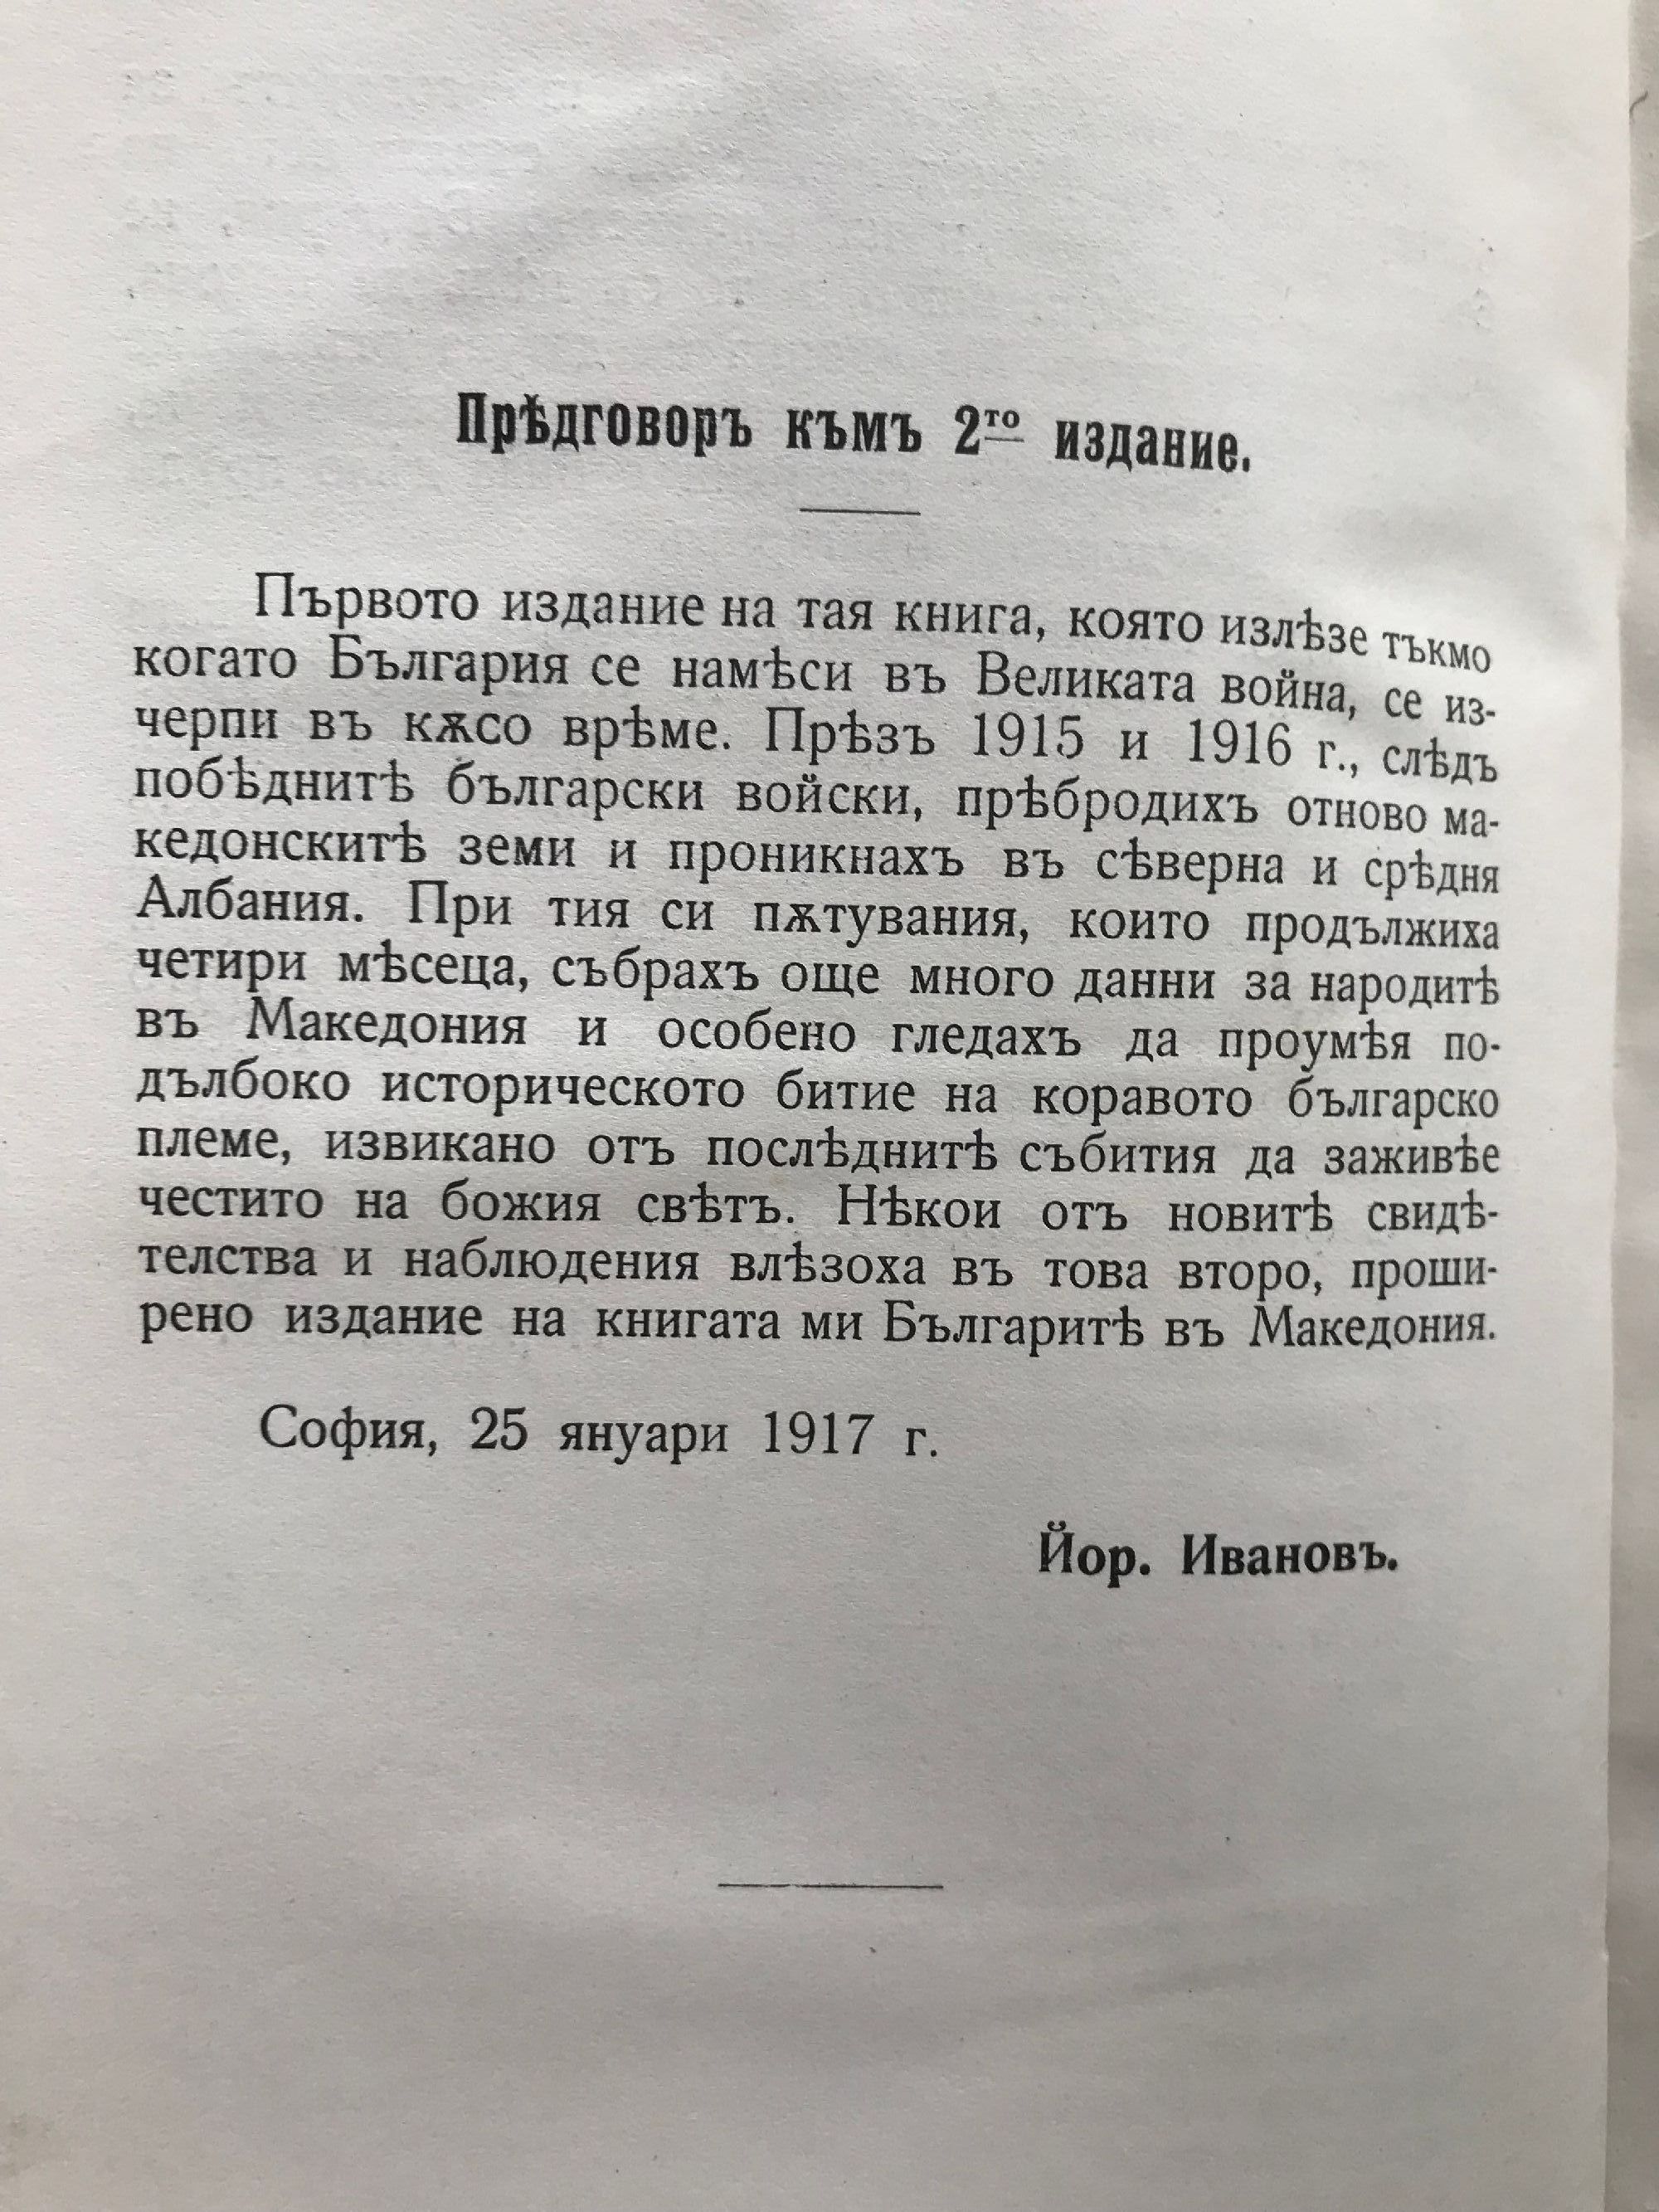 Прѣдговоръ към 2то издание.
Първото издание на тая книга, която излѣзе тъкмо
когато България се намѣси въ Великата война, се из-
черпи въ кѫсо врѣме. Прѣзъ 1915 и 1916 г., слѣдъ
побѣднитѣ български войски, прѣбродихъ отново ма-
кедонскитѣ земи и проникнахъ въ сѣверна и срѣдня
Албания. При тия си пѫтувания, които продължиха
четири мѣсеца, събрахъ още много данни за народитѣ
въ Македония и особено гледахъ да проумѣя по-
дълбоко историческото битие на коравото българско
племе, извикано отъ послѣднитѣ събития да заживѣе
честито на божия свѣтъ. Нѣкои отъ новитѣ свидѣ-
телства и наблюдения влѣзоха въ това второ, проши-
рено издание на книгата ми Българитѣ въ Македония.
София, 25 януари 1917 г.
Йор. Ивановъ.